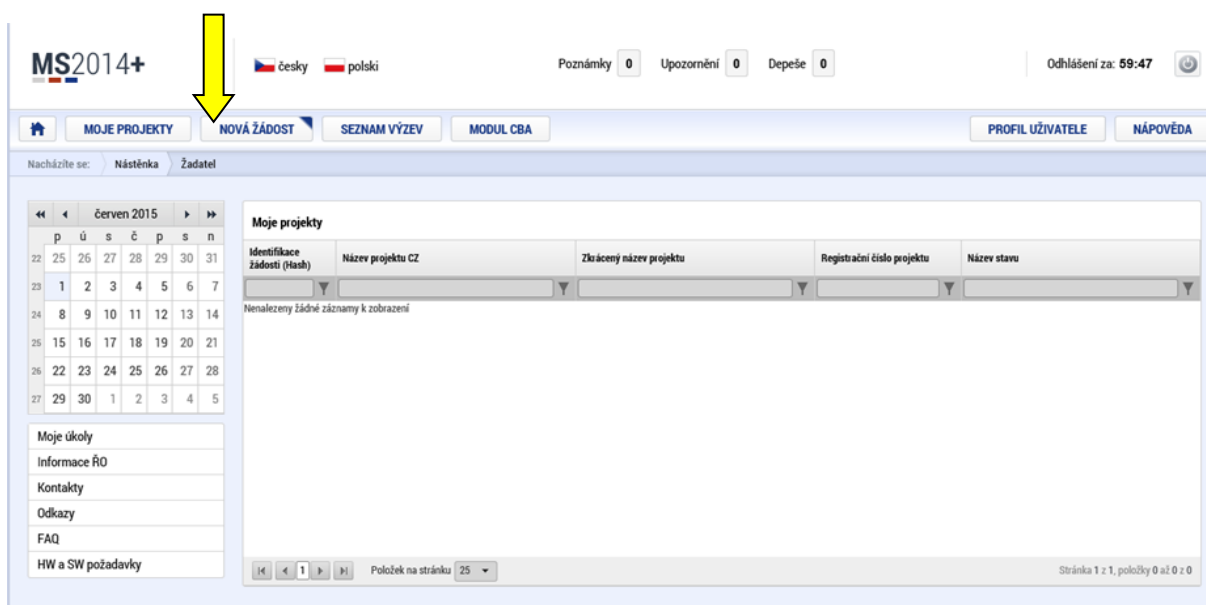 MS2014+
česky polski
Poznámky 0 Upozornění 0 Depeše 0
Odhlášení za: 59:47
MOJE PROJEKTY NOVÁ ŽÁDOST SEZNAM VÝZEV MODUL CBA PROFIL UŽIVATELE NÁPOVĚDA
Nacházíte se: Nástěnka Žadatel
červen 2015
p ú s č p s n
22 25 26 27 28 29 30 31
23 1 2 3 4 5 6 7
24 8 9 10 11 12 13 14
25 15 16 17 18 19 20 21
26 22 23 24 25 26 27 28
27 29 30 1 2 3 4 5
Moje úkoly
Informace ŘO
Kontakty
Odkazy
FAQ
HW a SW požadavky
Moje projekty
Identifikace žádosti (Hash) Název projektu CZ Zkrácený název projektu Registrační číslo projektu Název stavu
Nenalezeny žádné záznamy k zobrazení
1 Položek na stránku 25 Stránka 1 z 1, položky 0 až 0 z 0